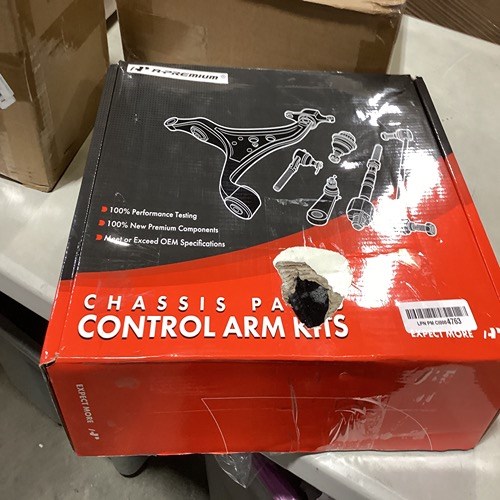 A-PREMIUM
100% Performance Testing
100% New Premium Components
Meet or Exceed OEM Specifications
CHASSIS PA
CONTROL ARM KITS
4763
EXPECT MORE
EXPECT MORE